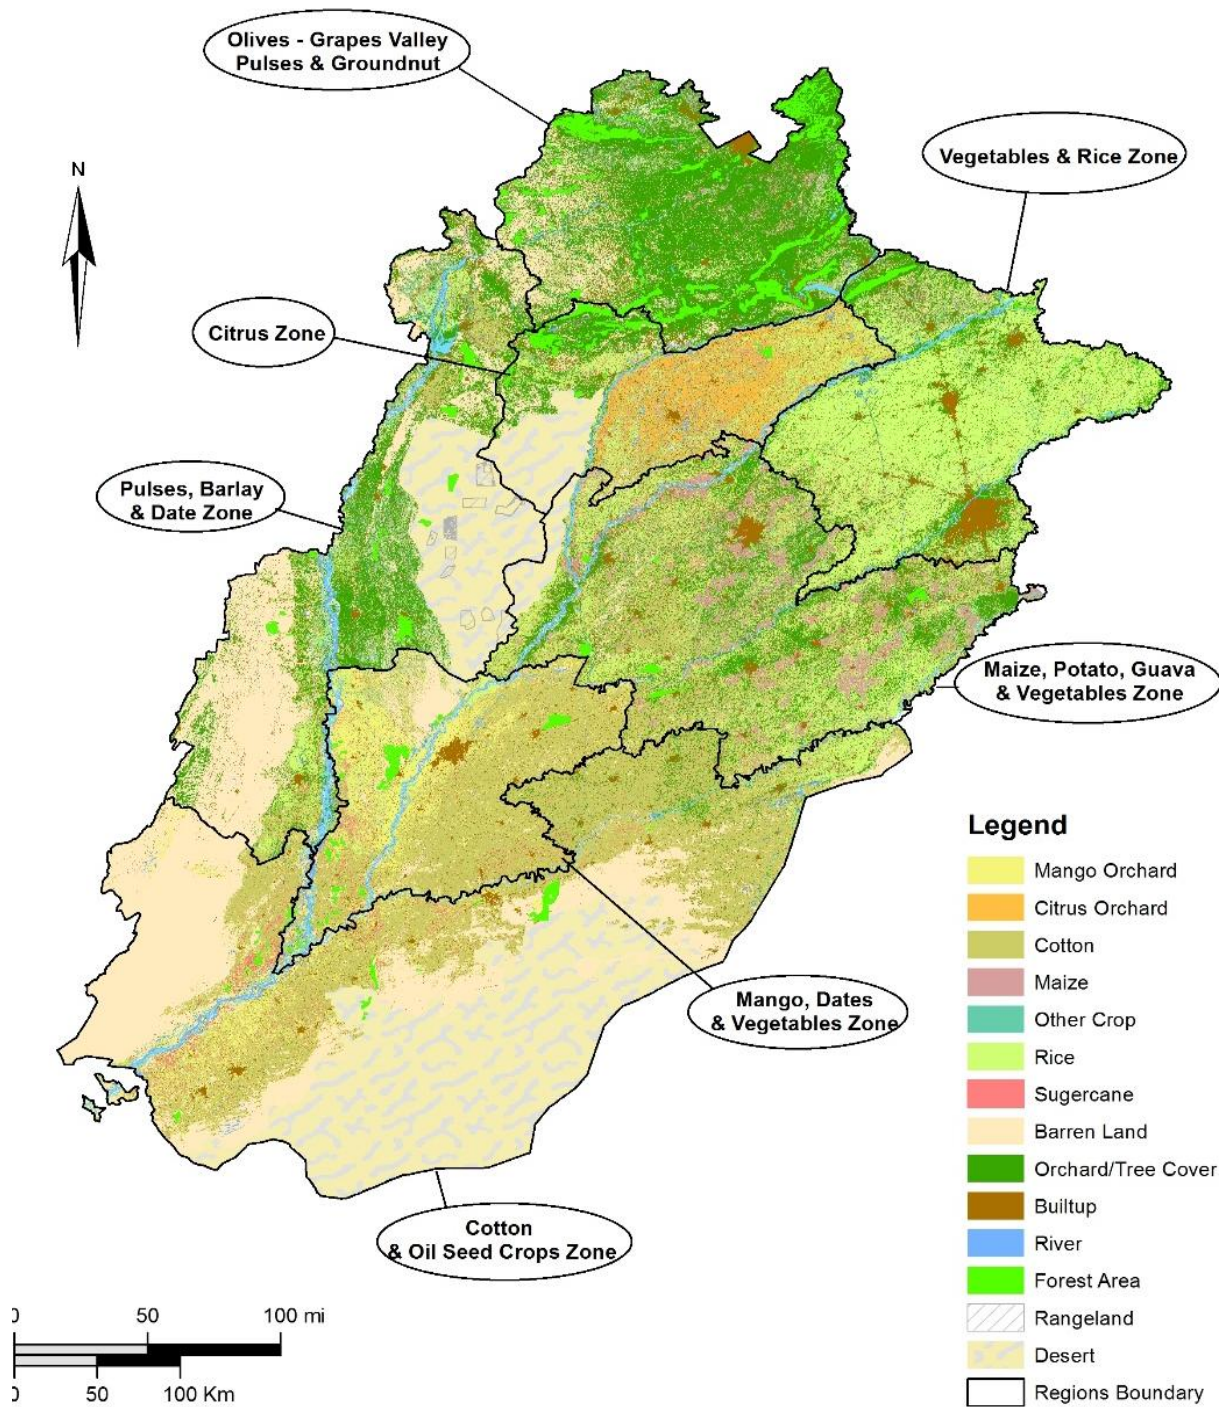 Olives - Grapes Valley
Pulses & Groundnut
N
Vegetables & Rice Zone
Citrus Zone
Pulses, Barlay
& Date Zone
Maize, Potato, Guava
& Vegetables Zone
Mango, Dates
& Vegetables Zone
Cotton
& Oil Seed Crops Zone
Legend
Mango Orchard
Citrus Orchard
Cotton
Maize
Other Crop
Rice
Sugercane
Barren Land
Orchard/Tree Cover
Builtup
River
Forest Area
Rangeland
Desert
Regions Boundary
0 50 100 mi
0 50 100 Km